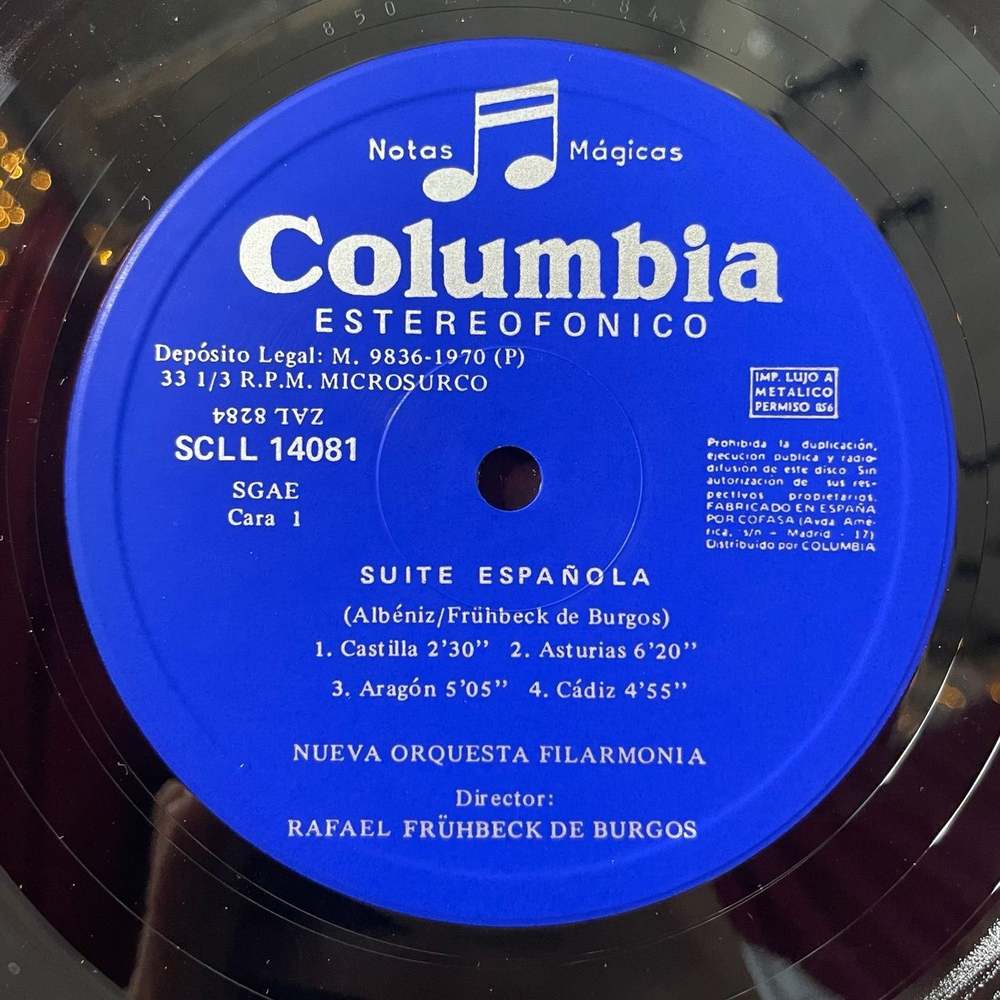 Notas Mágicas
Columbia
ESTEREOFONICO
Depósito Legal: M. 9836-1970 (P)
33 1/3 R.P.M. MICROSURCO
ZAL 8284
SCLL 14081
SGAE
Cara 1
IMP. LUJO A
METALICO
PERMISO 856
Prohibida la duplicación,
ejecucion publica y radio-
difusión de este disco. Sin
autorizacion de sus res-
pectivos propietarios.
FABRICADO EN ESPAÑA
POR COFASA (Avda. Amé-
rica, s/n - Madrid - 17)
Distribuido por COLUMBIA
SUITE ESPAÑOLA
(Albéniz/Frühbeck de Burgos)
1. Castilla 2'30" 2. Asturias 6'20"
3. Aragón 5'05" 4. Cádiz 4'55"
NUEVA ORQUESTA FILARMONIA
Director:
RAFAEL FRÜHBECK DE BURGOS